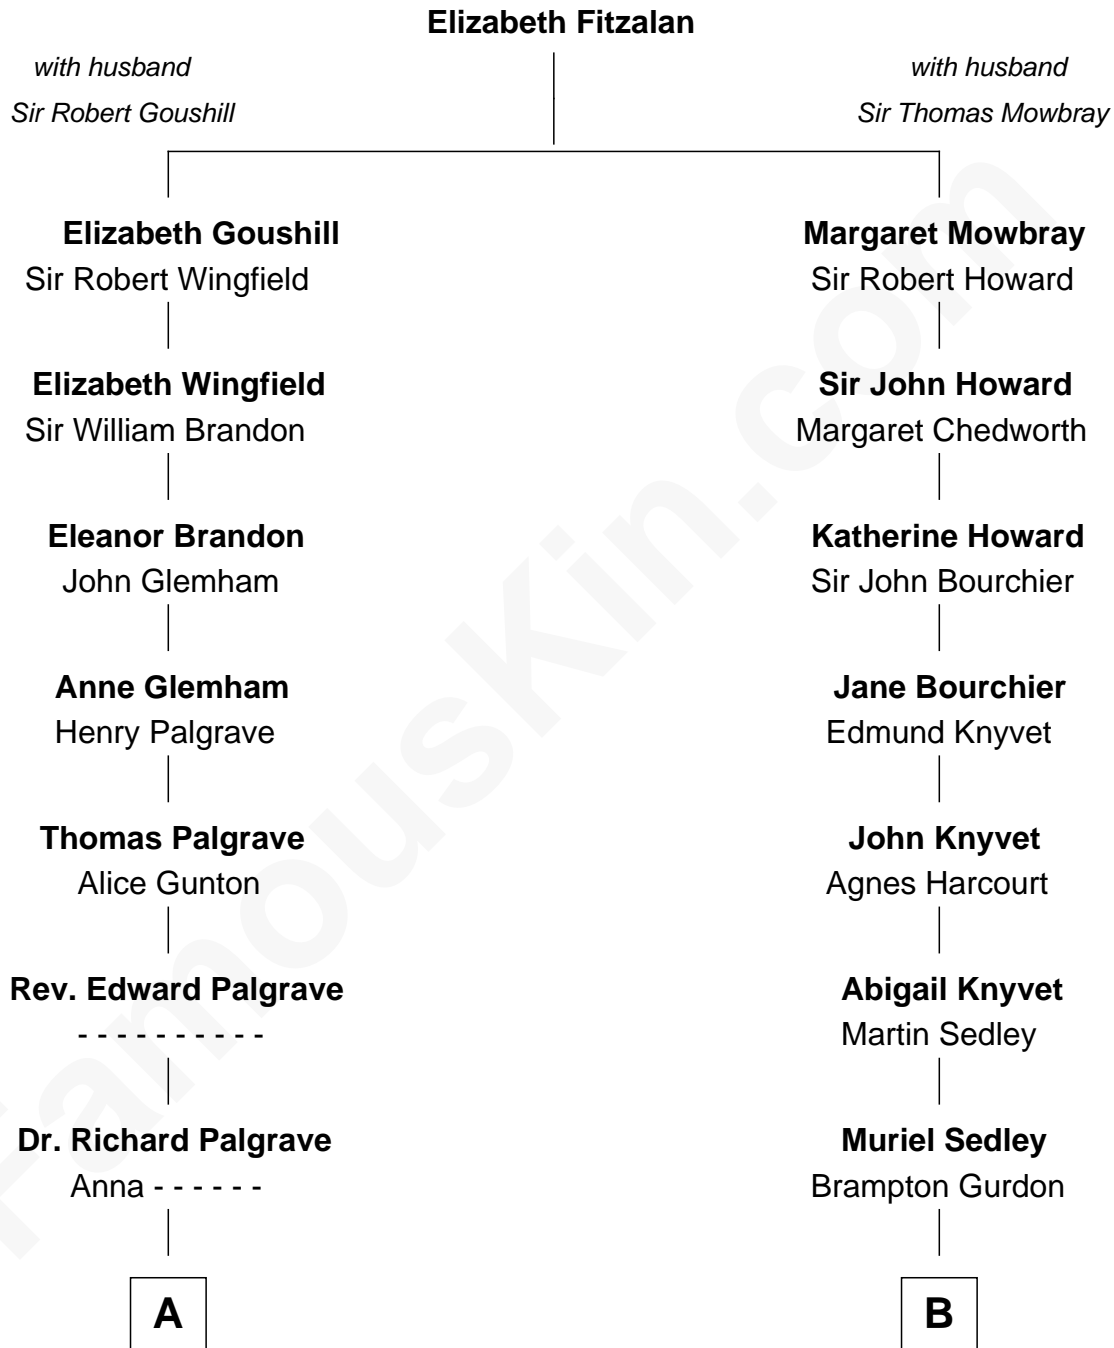 Elizabeth Fitzalan
with husband
Sir Robert Goushill
with husband
Sir Thomas Mowbray
Elizabeth Goushill
Sir Robert Wingfield
Margaret Mowbray
Sir Robert Howard
Elizabeth Wingfield
Sir William Brandon
Sir John Howard
Margaret Chedworth
Eleanor Brandon
John Glemham
Katherine Howard
Sir John Bourchier
Anne Glemham
Henry Palgrave
Jane Bourchier
Edmund Knyvet
Thomas Palgrave
Alice Gunton
John Knyvet
Agnes Harcourt
Rev. Edward Palgrave
- - - - - - - - - -
Abigail Knyvet
Martin Sedley
Dr. Richard Palgrave
Anna - - - - - -
Muriel Sedley
Brampton Gurdon
A
B
FamousKin.com